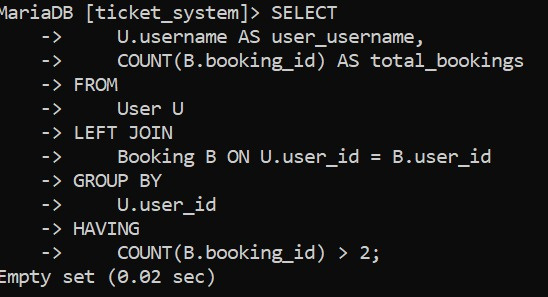 MariaDB [ticket_system]> SELECT
    ->     U.username AS user_username,
    ->     COUNT(B.booking_id) AS total_bookings
    -> FROM
    ->     User U
    -> LEFT JOIN
    ->     Booking B ON U.user_id = B.user_id
    -> GROUP BY
    ->     U.user_id
    -> HAVING
    ->     COUNT(B.booking_id) > 2;
Empty set (0.02 sec)